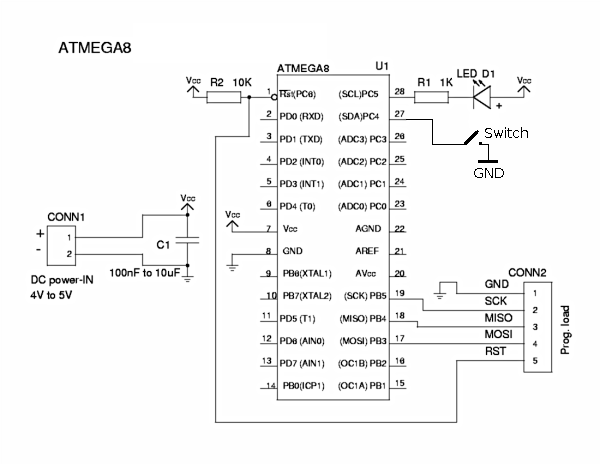 ATMEGA8
ATMEGA8 U1
Vcc R2 10K
R1 1K LED D1 Vcc
+
1 Rst(PC6) (SCL)PC5 28
2 PD0 (RXD) (SDA)PC4 27
3 PD1 (TXD) (ADC3) PC3 26
4 PD2 (INT0) (ADC2) PC2 25
5 PD3 (INT1) (ADC1) PC1 24
6 PD4 (T0) (ADC0) PC0 23
7 Vcc AGND 22
8 GND AREF 21
9 PB6(XTAL1) AVcc 20
10 PB7(XTAL2) (SCK) PB5 19
11 PD5 (T1) (MISO) PB4 18
12 PD6 (AIN0) (MOSI) PB3 17
13 PD7 (AIN1) (OC1B) PB2 16
14 PB0(ICP1) (OC1A) PB1 15
Switch
GND
Vcc
Vcc
CONN1
+ 1
- 2
C1
100nF to 10uF
DC power-IN
4V to 5V
CONN2
GND 1
SCK 2
MISO 3
MOSI 4
RST 5
Prog. load